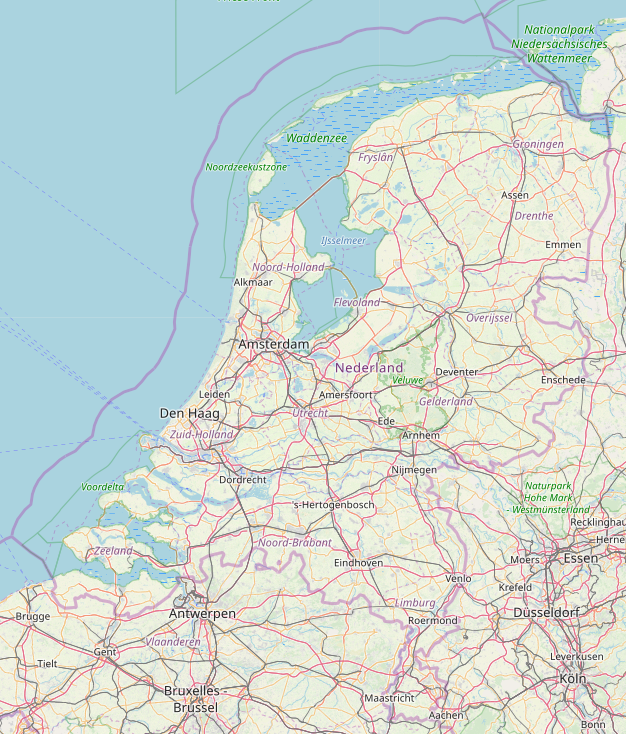 Nationalpark
Niedersächsisches
Wattenmeer
Waddenzee
Groningen
Fryslân
Noordzeekustzone
Assen
Drenthe
IJsselmeer
Emmen
Noord-Holland
Alkmaar
Flevoland
Overijssel
Amsterdam
Nederland
Deventer
Veluwe
Enschede
Leiden
Amersfoort
Gelderland
Den Haag
Utrecht
Ede
Zuid-Holland
Arnhem
Nijmegen
Dordrecht
Voordelta
Naturpark
Hohe Mark
- Westmünsterland
's-Hertogenbosch
Recklinghau
Herne
Noord-Brabant
Zeeland
Eindhoven
Moers
Essen
Venlo
Krefeld
Limburg
Brugge
Antwerpen
Düsseldorf
Roermond
Vlaanderen
Gent
Leverkusen
Tielt
Köln
Bruxelles -
Brussel
Maastricht
Aachen
Bonn